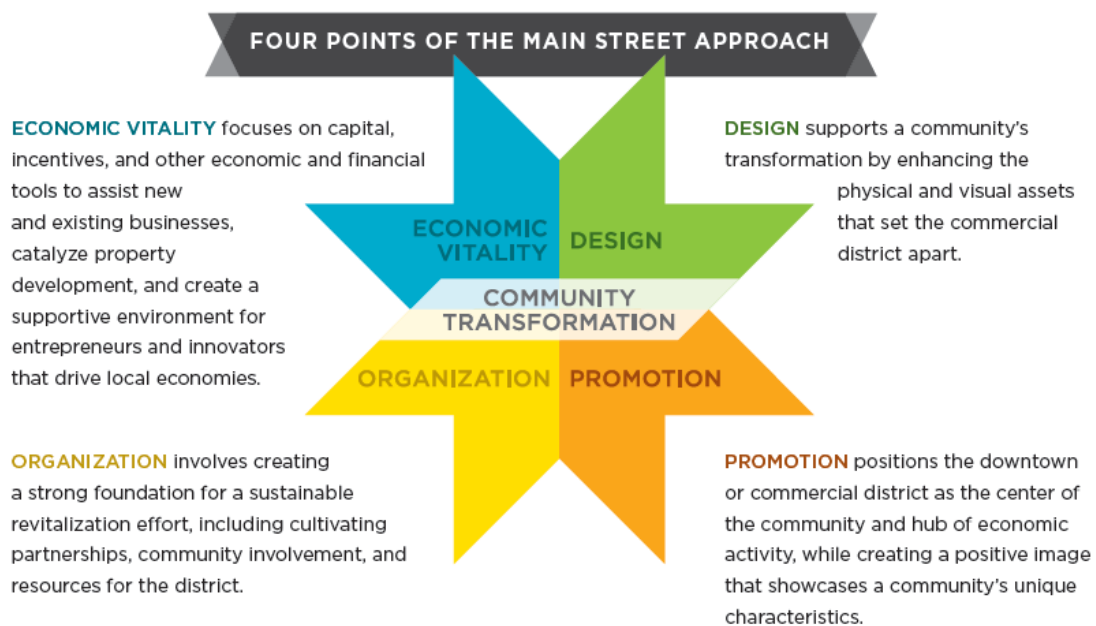 FOUR POINTS OF THE MAIN STREET APPROACH
ECONOMIC VITALITY focuses on capital,
incentives, and other economic and financial
tools to assist new
and existing businesses,
catalyze property
development, and create a
supportive environment for
entrepreneurs and innovators
that drive local economies.
DESIGN supports a community's
transformation by enhancing the
physical and visual assets
that set the commercial
district apart.
ECONOMIC
VITALITY
DESIGN
COMMUNITY
TRANSFORMATION
ORGANIZATION
PROMOTION
ORGANIZATION involves creating
a strong foundation for a sustainable
revitalization effort, including cultivating
partnerships, community involvement, and
resources for the district.
PROMOTION positions the downtown
or commercial district as the center of
the community and hub of economic
activity, while creating a positive image
that showcases a community's unique
characteristics.